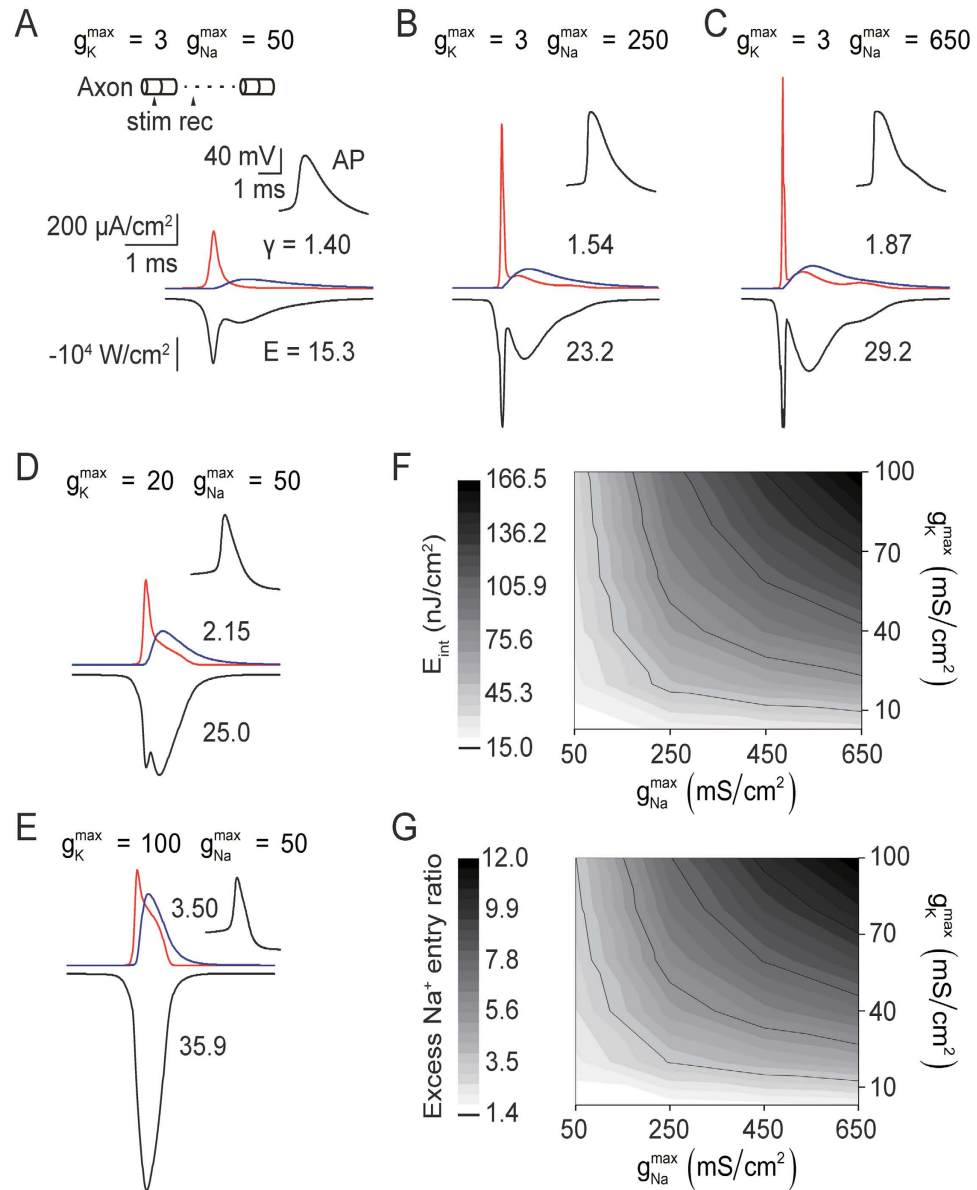 A
g_K^max = 3 g_Na^max = 50
Axon
stim rec
40 mV
1 ms
AP
200 μA/cm²
1 ms
γ = 1.40
-10⁴ W/cm²
E = 15.3
B
g_K^max = 3 g_Na^max = 250
1.54
23.2
C
g_K^max = 3 g_Na^max = 650
1.87
29.2
D
g_K^max = 20 g_Na^max = 50
2.15
25.0
E
g_K^max = 100 g_Na^max = 50
3.50
35.9
F
E_int (nJ/cm²)
166.5
136.2
105.9
75.6
45.3
15.0
100
70
40
10
g_K^max (mS/cm²)
50 250 450 650
g_Na^max (mS/cm²)
G
Excess Na⁺ entry ratio
12.0
9.9
7.8
5.6
3.5
1.4
100
70
40
10
g_K^max (mS/cm²)
50 250 450 650
g_Na^max (mS/cm²)